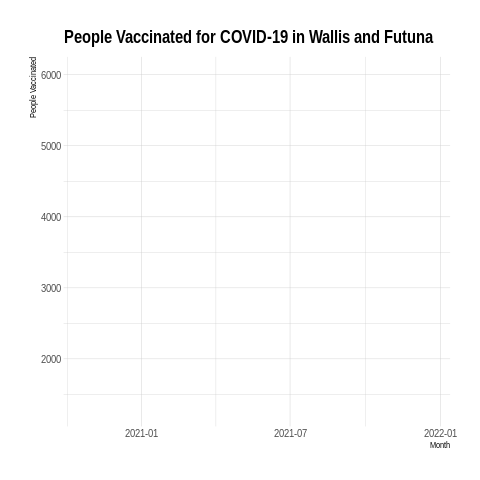 People Vaccinated for COVID-19 in Wallis and Futuna
People Vaccinated
6000
5000
4000
3000
2000
2021-01
2021-07
2022-01
Month